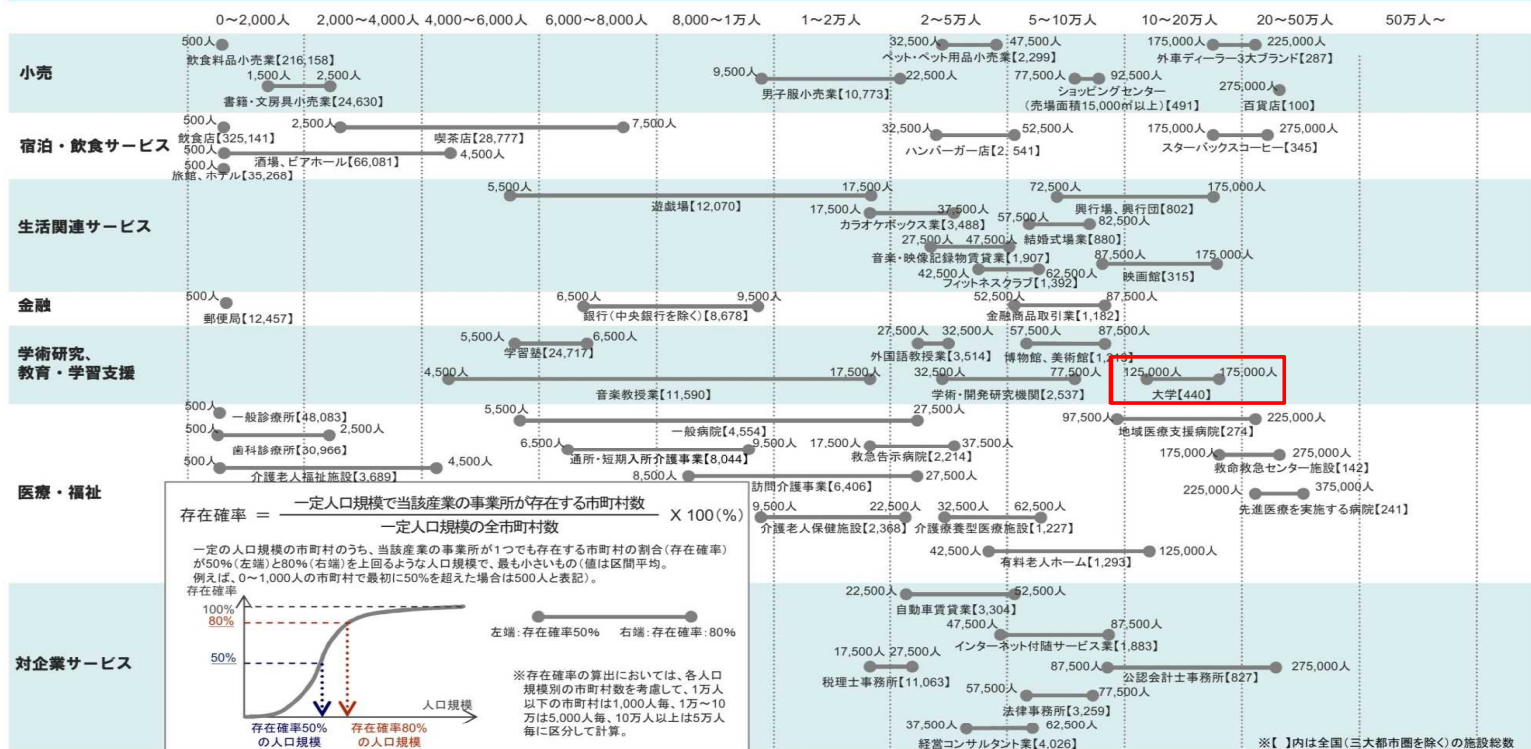 0～2,000人 2,000～4,000人 4,000～6,000人 6,000～8,000人 8,000～1万人 1～2万人 2～5万人 5～10万人 10～20万人 20～50万人 50万人～
小売
500人
飲食料品小売業【216,158】
1,500人 2,500人
書籍・文房具小売業【24,630】
9,500人 22,500人
男子服小売業【10,773】
32,500人 47,500人
ペット・ペット用品小売業【2,299】
77,500人 92,500人
ショッピングセンター
（売場面積15,000㎡以上）【491】
175,000人 225,000人
外車ディーラー3大ブランド【287】
275,000人
百貨店【100】
宿泊・飲食サービス
500人
飲食店【325,141】
2,500人 7,500人
喫茶店【28,777】
500人 4,500人
酒場、ビアホール【66,081】
500人
旅館、ホテル【35,268】
32,500人 52,500人
ハンバーガー店【2,541】
175,000人 275,000人
スターバックスコーヒー【345】
生活関連サービス
5,500人 17,500人
遊戯場【12,070】
17,500人 37,500人
カラオケボックス業【3,488】
27,500人 47,500人
音楽・映像記録物賃貸業【1,907】
42,500人 62,500人
フィットネスクラブ【1,392】
72,500人 175,000人
興行場、興行団【802】
57,500人 82,500人
結婚式場業【880】
87,500人 175,000人
映画館【315】
金融
500人
郵便局【12,457】
6,500人 9,500人
銀行（中央銀行を除く）【8,678】
52,500人 87,500人
金融商品取引業【1,182】
学術研究、
教育・学習支援
5,500人 6,500人
学習塾【24,717】
4,500人 17,500人
音楽教授業【11,590】
27,500人 32,500人
外国語教授業【3,514】
57,500人 87,500人
博物館、美術館【1,213】
32,500人 77,500人
学術・開発研究機関【2,537】
125,000人 175,000人
大学【440】
医療・福祉
500人
一般診療所【48,083】
500人 2,500人
歯科診療所【30,966】
500人 4,500人
介護老人福祉施設【3,689】
5,500人 27,500人
一般病院【4,554】
6,500人 9,500人
通所・短期入所介護事業【8,044】
17,500人 37,500人
救急告示病院【2,214】
8,500人 27,500人
訪問介護事業【6,406】
9,500人 22,500人
介護老人保健施設【2,368】
32,500人 62,500人
介護療養型医療施設【1,227】
42,500人 125,000人
有料老人ホーム【1,293】
97,500人 225,000人
地域医療支援病院【274】
175,000人 275,000人
救命救急センター施設【142】
225,000人 375,000人
先進医療を実施する病院【241】
対企業サービス
22,500人 52,500人
自動車賃貸業【3,304】
47,500人 87,500人
インターネット付随サービス業【1,883】
17,500人 27,500人
税理士事務所【11,063】
87,500人 275,000人
公認会計士事務所【827】
57,500人 77,500人
法律事務所【3,259】
37,500人 62,500人
経営コンサルタント業【4,026】
存在確率 ＝ 一定人口規模で当該産業の事業所が存在する市町村数
一定人口規模の全市町村数 X 100（%）
一定の人口規模の市町村のうち、当該産業の事業所が1つでも存在する市町村の割合（存在確率）
が50%（左端）と80%（右端）を上回るような人口規模で、最も小さいもの（値は区間平均。
例えば、0～1,000人の市町村で最初に50%を超えた場合は500人と表記）。
存在確率
100%
80%
50%
人口規模
存在確率50%
の人口規模
存在確率80%
の人口規模
左端：存在確率50% 右端：存在確率：80%
※存在確率の算出においては、各人口
規模別の市町村数を考慮して、1万人
以下の市町村は1,000人毎、1万～10
万は5,000人毎、10万人以上は5万人
毎に区分して計算。
※【 】内は全国（三大都市圏を除く）の施設総数